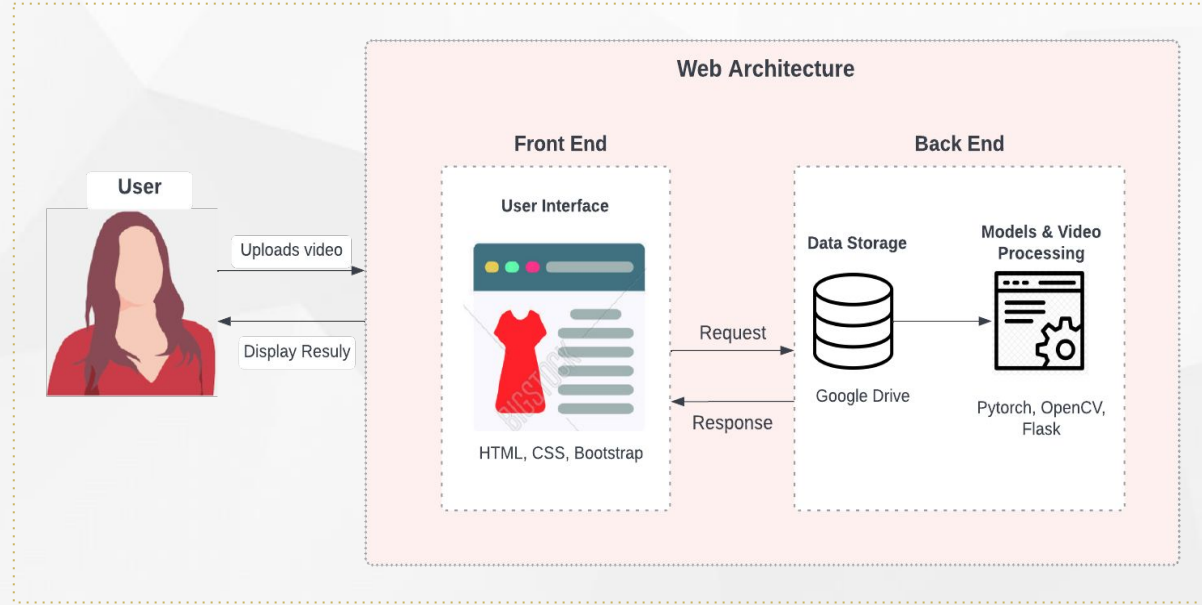 Web Architecture
Front End
Back End
User
User Interface
Data Storage
Models & Video
Processing
Uploads video
Display Resuly
Request
Response
BIGSTOCK
Google Drive
Pytorch, OpenCV,
Flask
HTML, CSS, Bootstrap